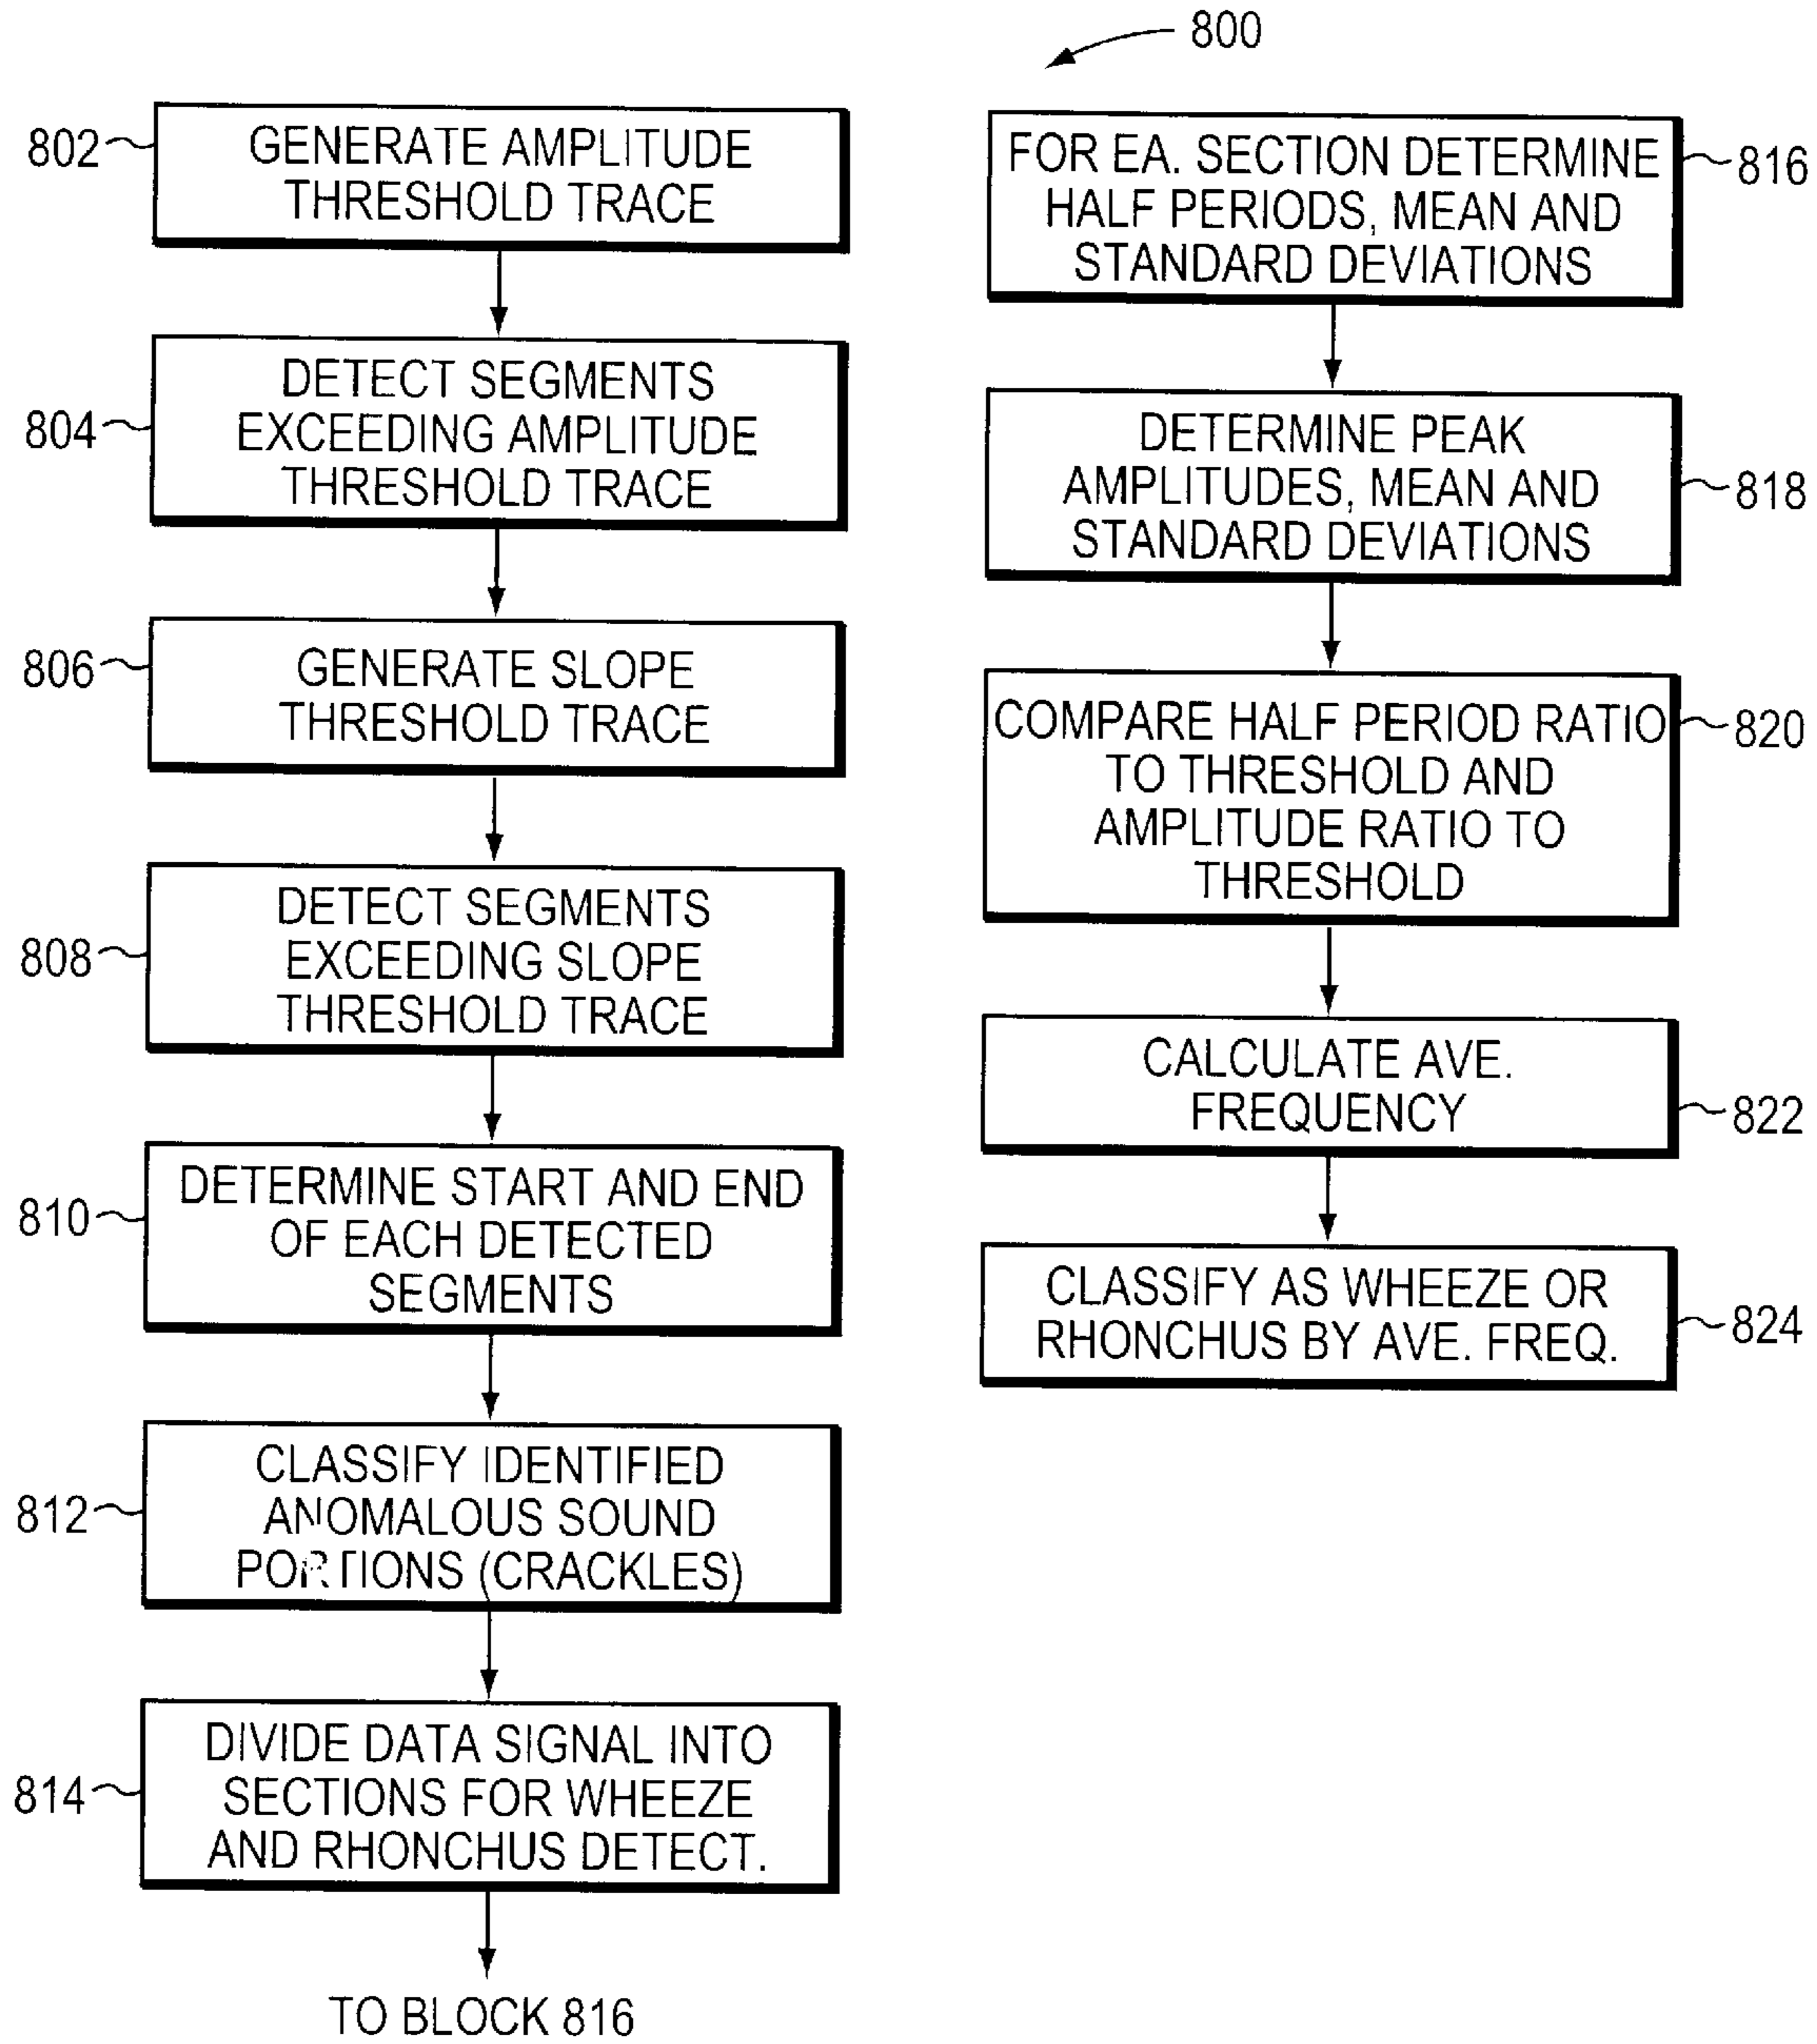 800
802
GENERATE AMPLITUDE
THRESHOLD TRACE
804
DETECT SEGMENTS
EXCEEDING AMPLITUDE
THRESHOLD TRACE
806
GENERATE SLOPE
THRESHOLD TRACE
808
DETECT SEGMENTS
EXCEEDING SLOPE
THRESHOLD TRACE
810
DETERMINE START AND END
OF EACH DETECTED
SEGMENTS
812
CLASSIFY IDENTIFIED
ANOMALOUS SOUND
PORTIONS (CRACKLES)
814
DIVIDE DATA SIGNAL INTO
SECTIONS FOR WHEEZE
AND RHONCHUS DETECT.
TO BLOCK 816
FOR EA. SECTION DETERMINE
HALF PERIODS, MEAN AND
STANDARD DEVIATIONS
816
DETERMINE PEAK
AMPLITUDES, MEAN AND
STANDARD DEVIATIONS
818
COMPARE HALF PERIOD RATIO
TO THRESHOLD AND
AMPLITUDE RATIO TO
THRESHOLD
820
CALCULATE AVE.
FREQUENCY
822
CLASSIFY AS WHEEZE OR
RHONCHUS BY AVE. FREQ.
824